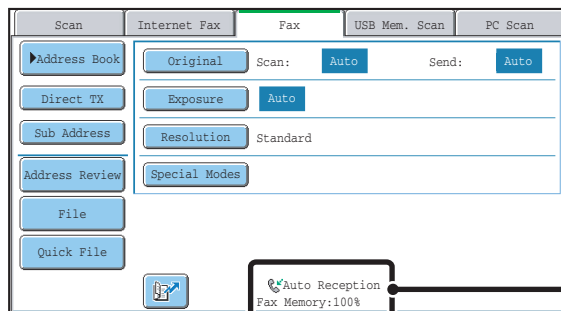 Scan
Internet Fax
Fax
USB Mem. Scan
PC Scan
Address Book
Original
Scan:
Auto
Send:
Auto
Direct TX
Exposure
Auto
Sub Address
Resolution
Standard
Address Review
Special Modes
File
Quick File
Auto Reception
Fax Memory:100%